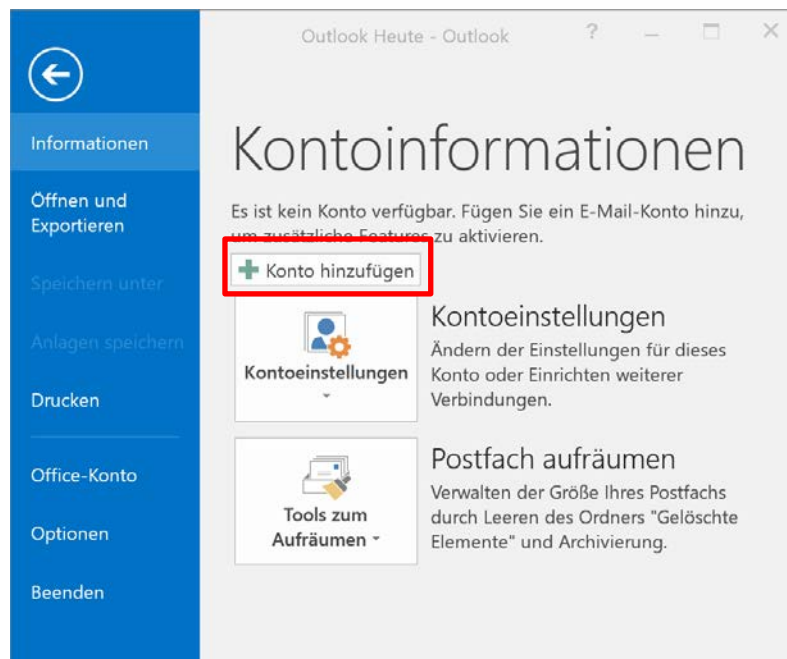 Outlook Heute - Outlook
?
Informationen
Öffnen und
Exportieren
Speichern unter
Anlagen speichern
Drucken
Office-Konto
Optionen
Beenden
Kontoinformationen
Es ist kein Konto verfügbar. Fügen Sie ein E-Mail-Konto hinzu,
um zusätzliche Features zu aktivieren.
Konto hinzufügen
Kontoeinstellungen
Kontoeinstellungen
Ändern der Einstellungen für dieses
Konto oder Einrichten weiterer
Verbindungen.
Tools zum
Aufräumen
Postfach aufräumen
Verwalten der Größe Ihres Postfachs
durch Leeren des Ordners "Gelöschte
Elemente" und Archivierung.